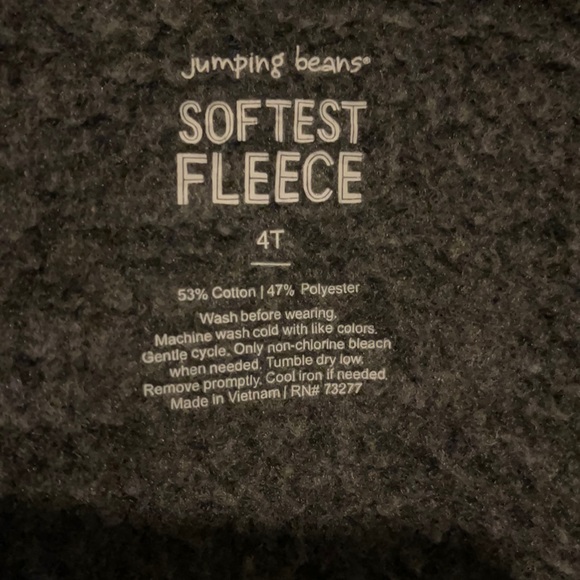 jumping beans®
SOFTEST
FLEECE
4T
53% Cotton | 47% Polyester
Wash before wearing.
Machine wash cold with like colors.
Gentle cycle. Only non-chlorine bleach
when needed. Tumble dry low.
Remove promptly. Cool iron if needed.
Made in Vietnam | RN# 73277